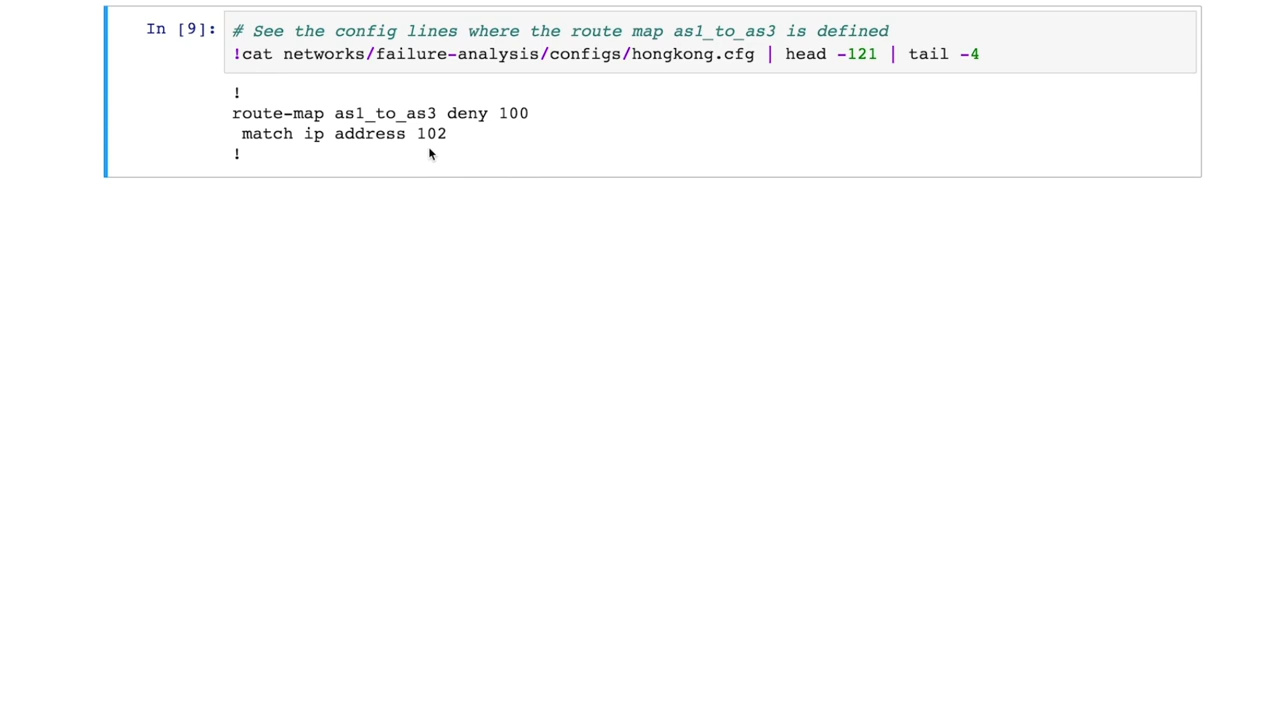 In [9]:
# See the config lines where the route map as1_to_as3 is defined
!cat networks/failure-analysis/configs/hongkong.cfg | head -121 | tail -4
!
route-map as1_to_as3 deny 100
 match ip address 102
!